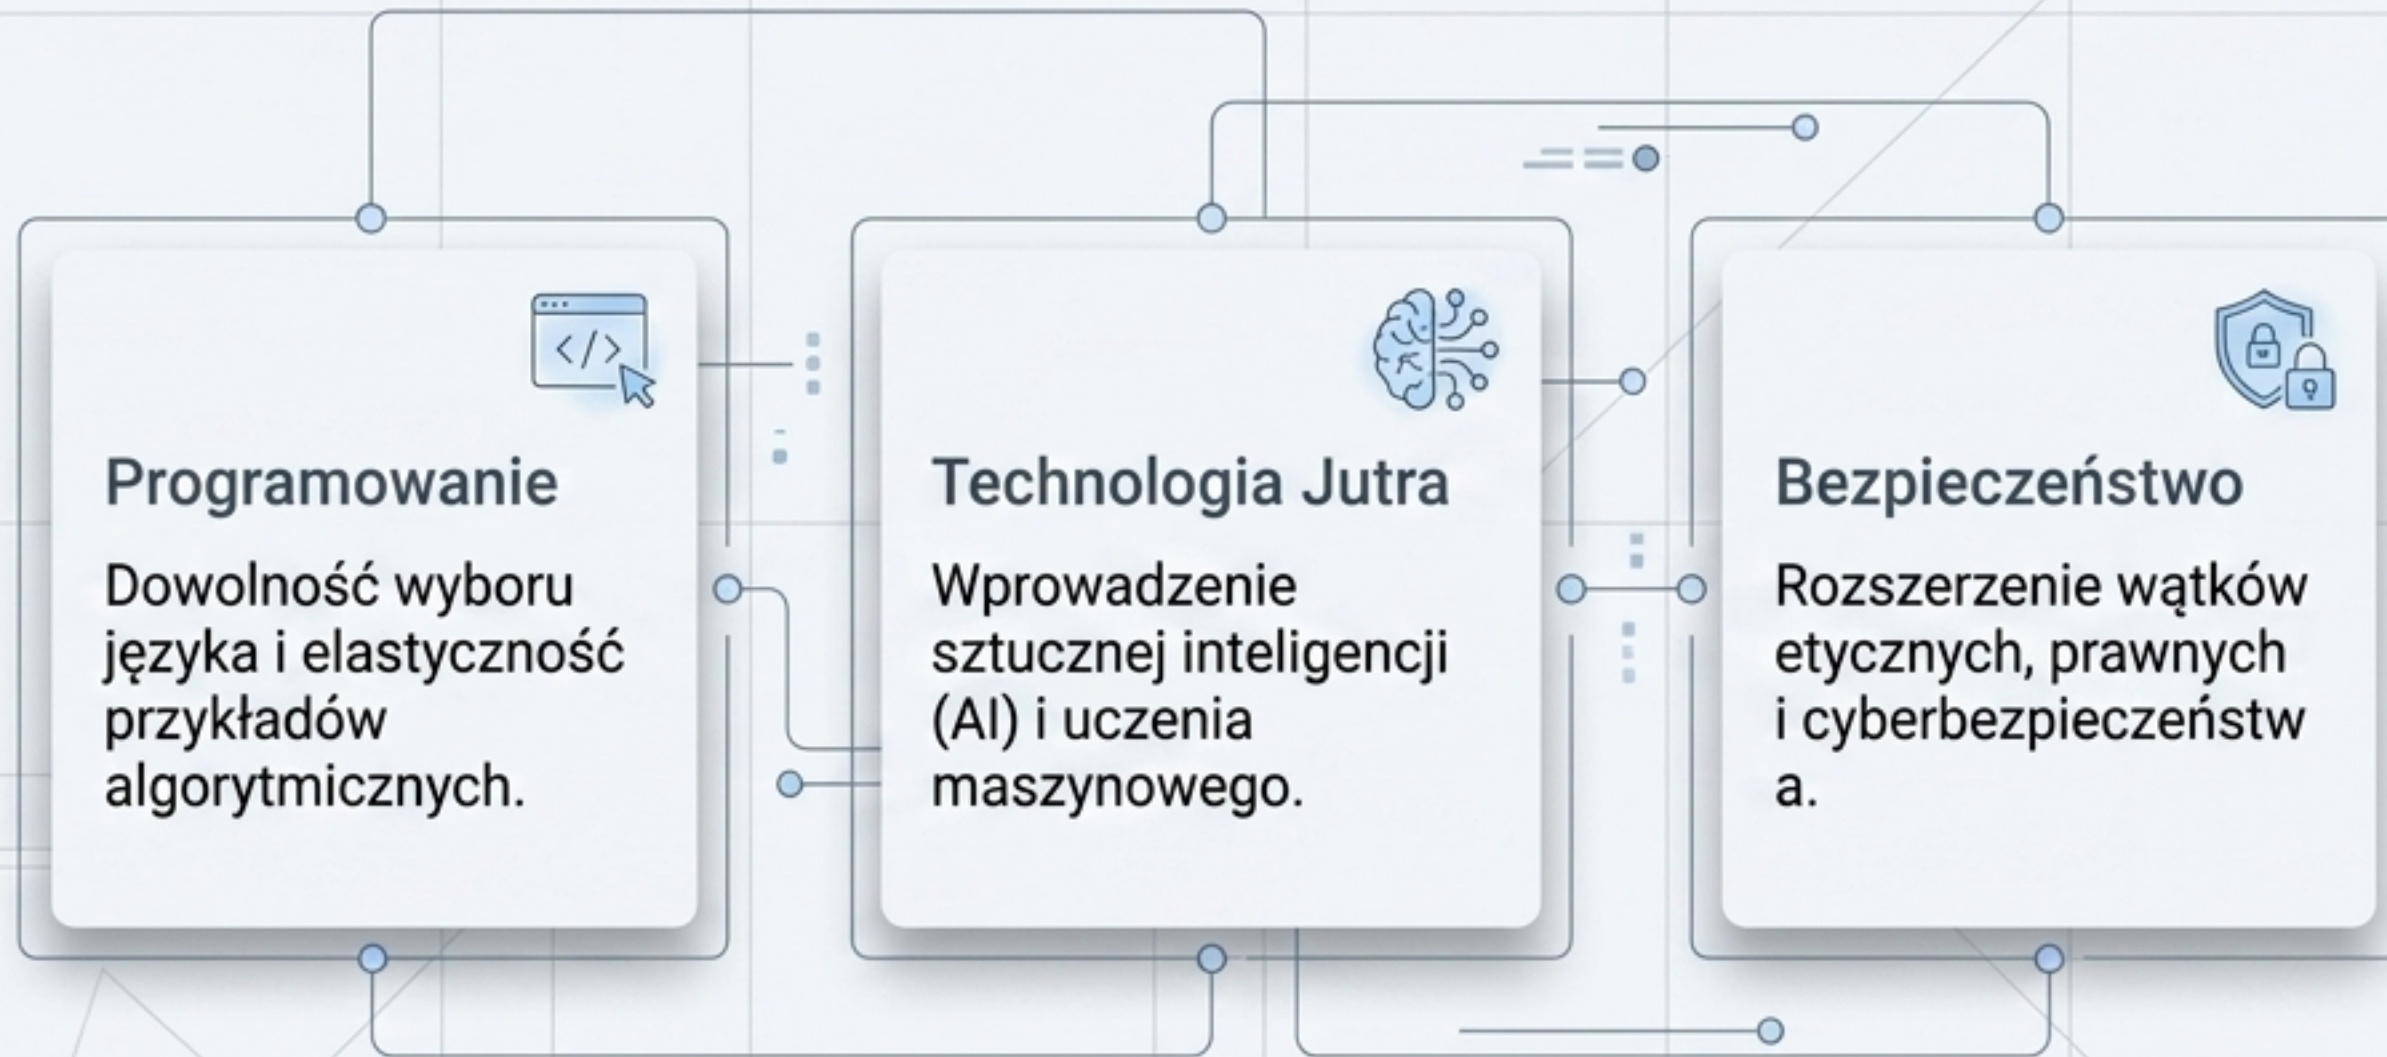 Programowanie
Dowolność wyboru
języka i elastyczność
przykładów
algorytmicznych.
Technologia Jutra
Wprowadzenie
sztucznej inteligencji
(AI) i uczenia
maszynowego.
Bezpieczeństwo
Rozszerzenie wątków
etycznych, prawnych
i cyberbezpieczeństw
a.